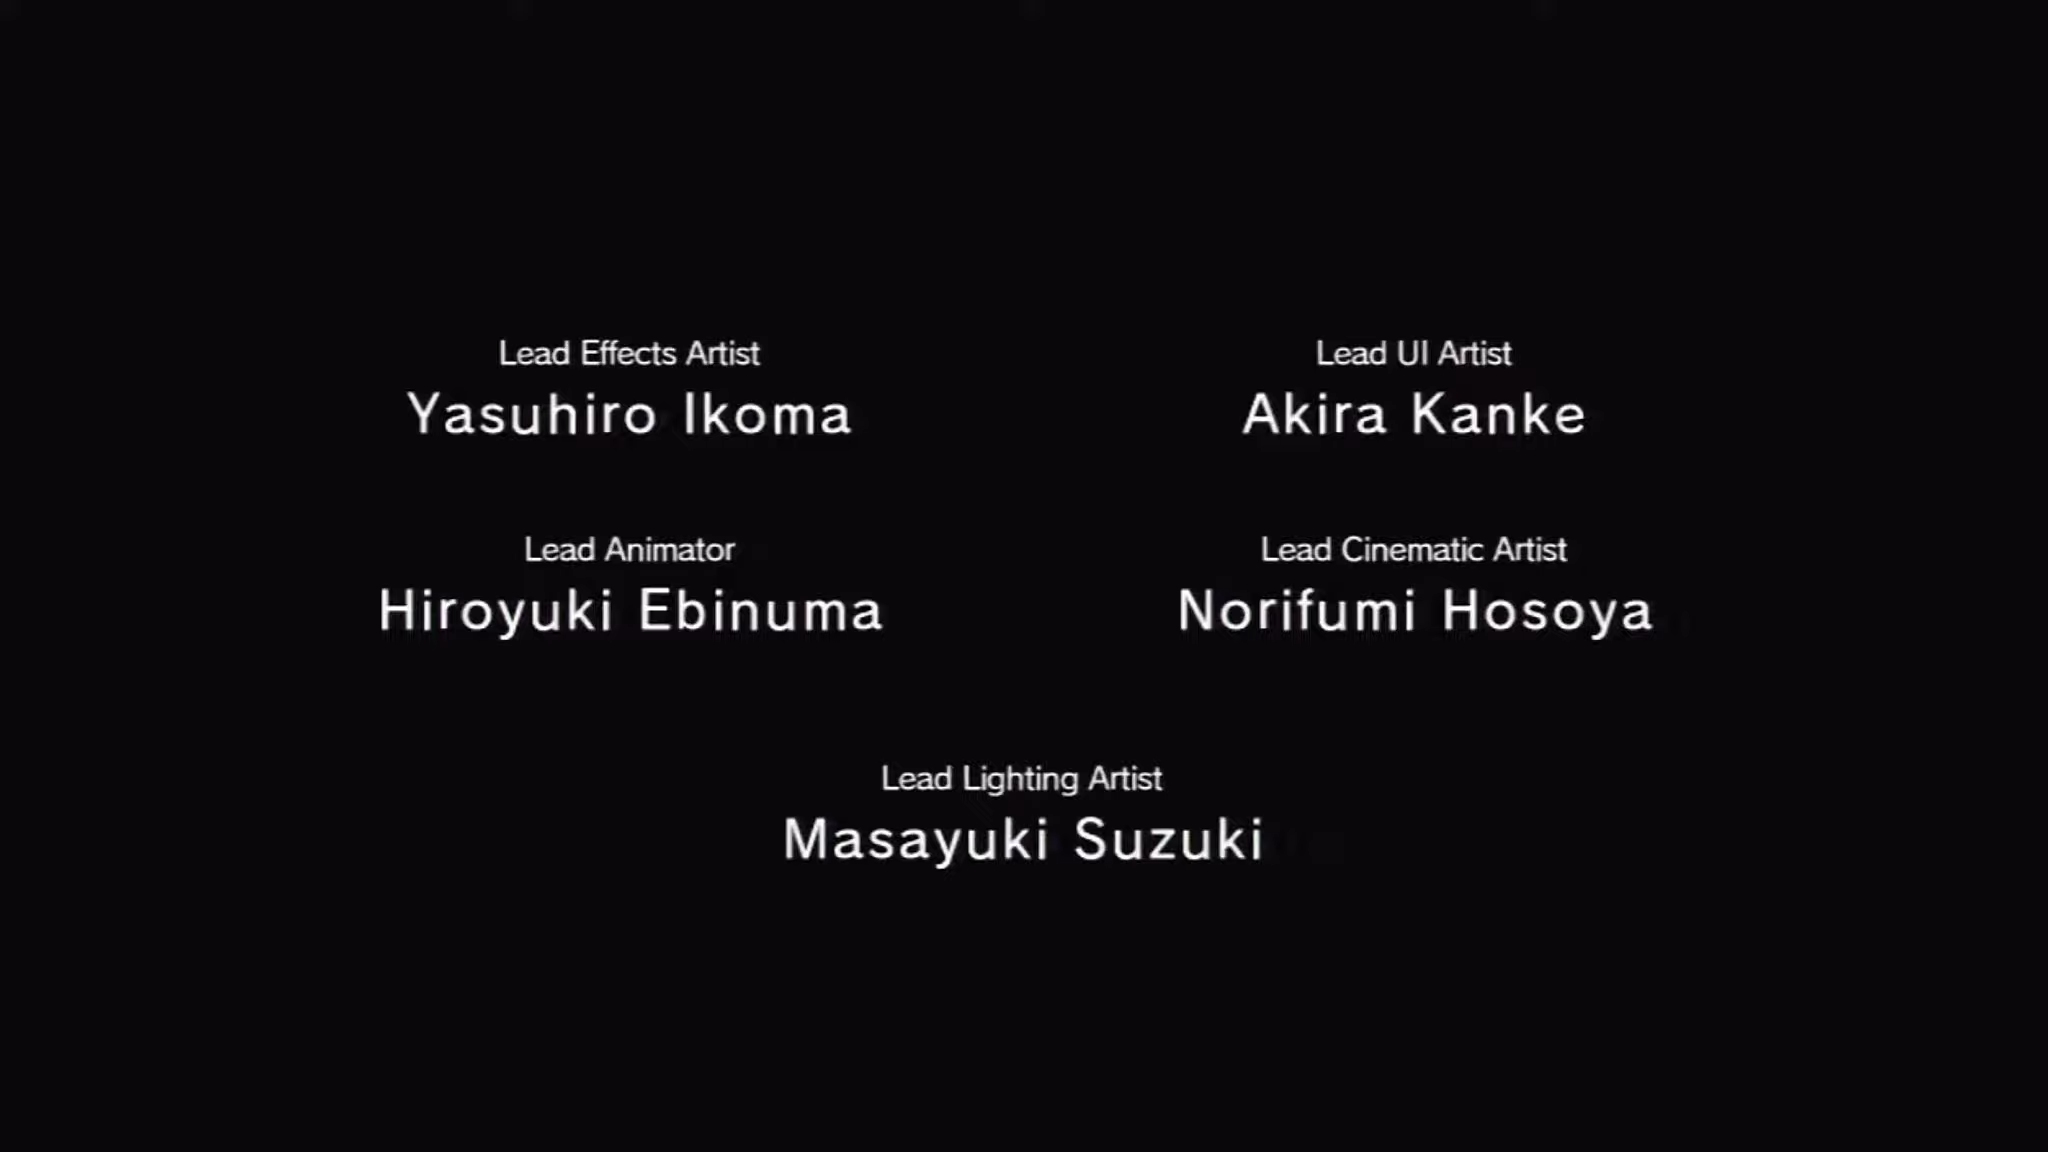 Lead Effects Artist
Yasuhiro Ikoma
Lead UI Artist
Akira Kanke
Lead Animator
Hiroyuki Ebinuma
Lead Cinematic Artist
Norifumi Hosoya
Lead Lighting Artist
Masayuki Suzuki